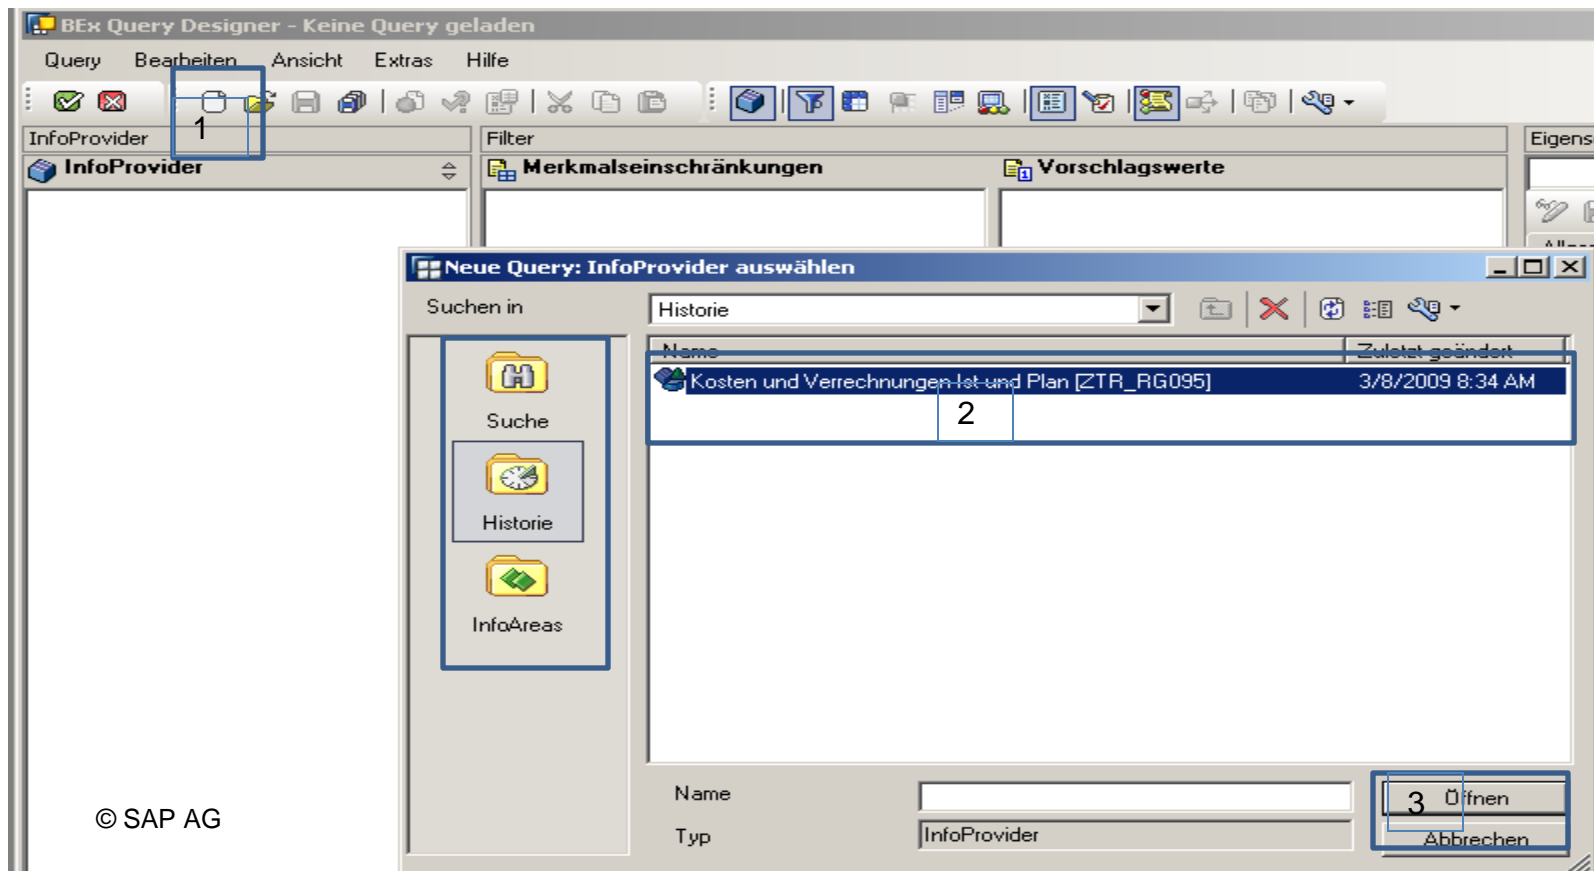 BEx Query Designer - Keine Query geladen
Query Bearbeiten Ansicht Extras Hilfe
1
InfoProvider Filter Eigens
InfoProvider Merkmalseinschränkungen Vorschlagswerte
Neue Query: InfoProvider auswählen
Suchen in Historie
Name Zuletzt geändert
Kosten und Verrechnungen Ist und Plan [ZTR_RG095] 3/8/2009 8:34 AM
2
Suche
Historie
InfoAreas
Name
3 Öffnen
© SAP AG
Typ InfoProvider Abbrechen